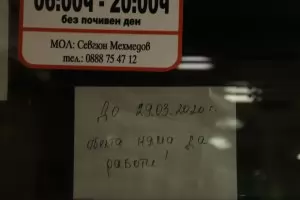 00:00ч - 20:00ч
без почивен ден
МОЛ: Севгюн Мехмедов
тел.: 0888 75 47 12
До 29.03.2020 г.
обекта няма да
работи!